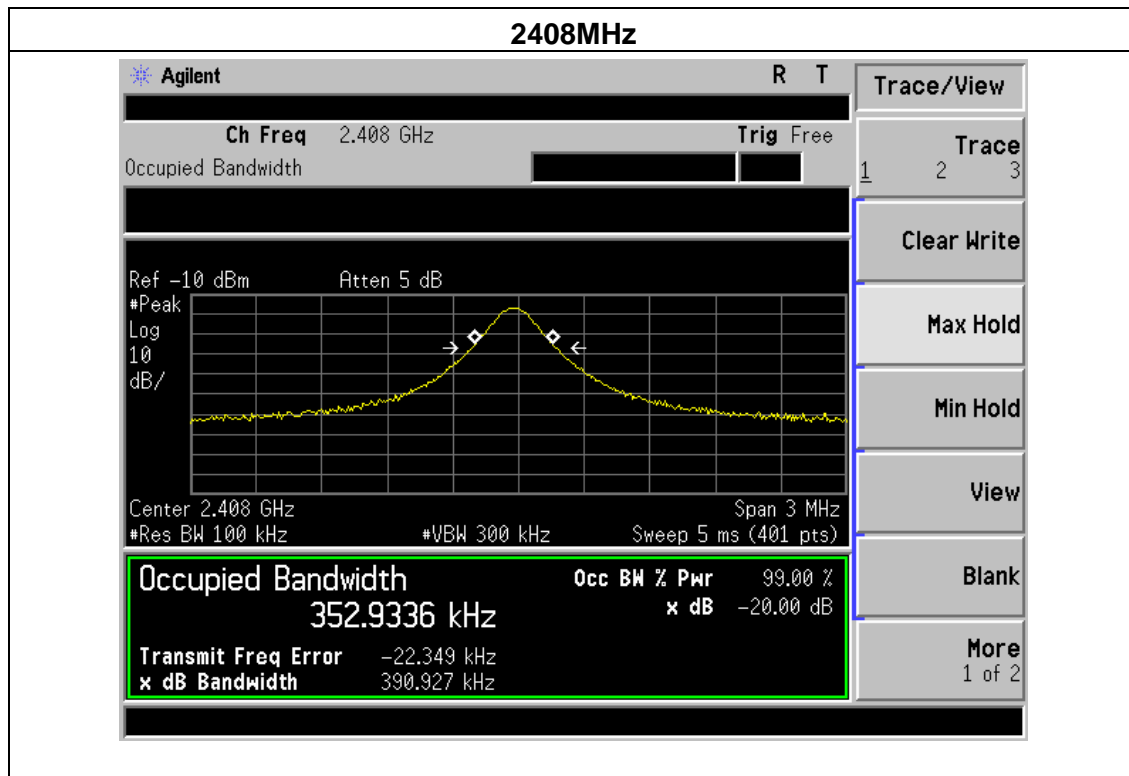 2408MHz
Agilent R T
Ch Freq 2.408 GHz Trig Free
Occupied Bandwidth
Ref -10 dBm Atten 5 dB
#Peak
Log
10
dB/
Center 2.408 GHz Span 3 MHz
#Res BW 100 kHz #VBW 300 kHz Sweep 5 ms (401 pts)
Occupied Bandwidth Occ BW % Pwr 99.00 %
352.9336 kHz x dB -20.00 dB
Transmit Freq Error -22.349 kHz
x dB Bandwidth 390.927 kHz
Trace/View
Trace
1 2 3
Clear Write
Max Hold
Min Hold
View
Blank
More
1 of 2